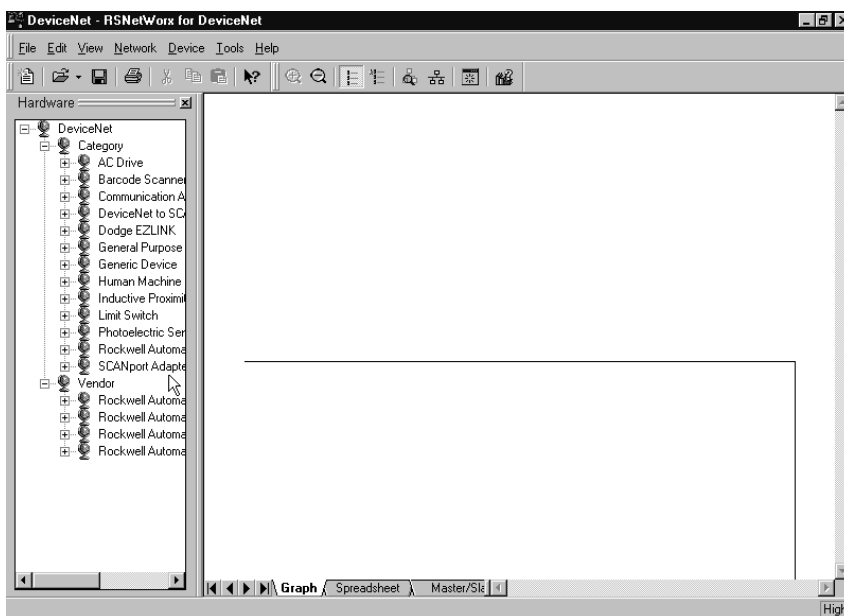 DeviceNet - RSNetWorx for DeviceNet
File Edit View Network Device Tools Help
Hardware
DeviceNet
Category
AC Drive
Barcode Scanner
Communication A
DeviceNet to SCA
Dodge EZLINK
General Purpose
Generic Device
Human Machine
Inductive Proximit
Limit Switch
Photoelectric Sen
Rockwell Automa
SCANport Adapte
Vendor
Rockwell Automa
Rockwell Automa
Rockwell Automa
Rockwell Automa
Graph Spreadsheet Master/Sla
High